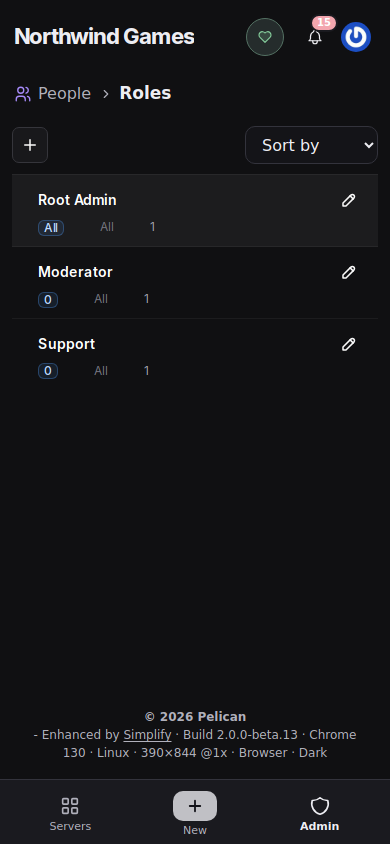 Northwind Games
15
People > Roles
Sort by
Root Admin
All All 1
Moderator
0 All 1
Support
0 All 1
© 2026 Pelican
- Enhanced by Simplify · Build 2.0.0-beta.13 · Chrome
130 · Linux · 390×844 @1x · Browser · Dark
Servers
New
Admin